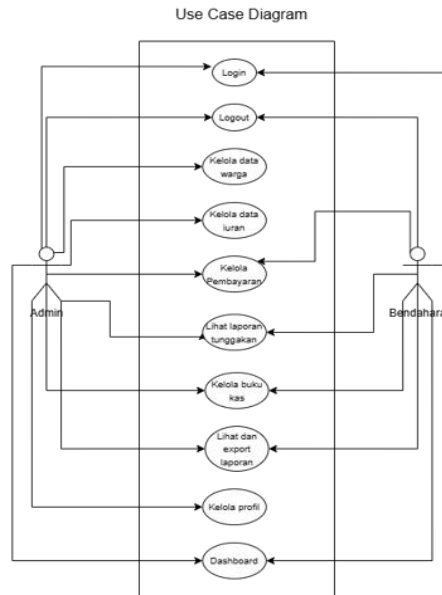 Use Case Diagram
Login
Logout
Kelola data
warga
Kelola data
iuran
Kelola
Pembayaran
Admin
Bendahara
Lihat laporan
tunggakan
Kelola buku
kas
Lihat dan
export
laporan
Kelola profil
Dashboard